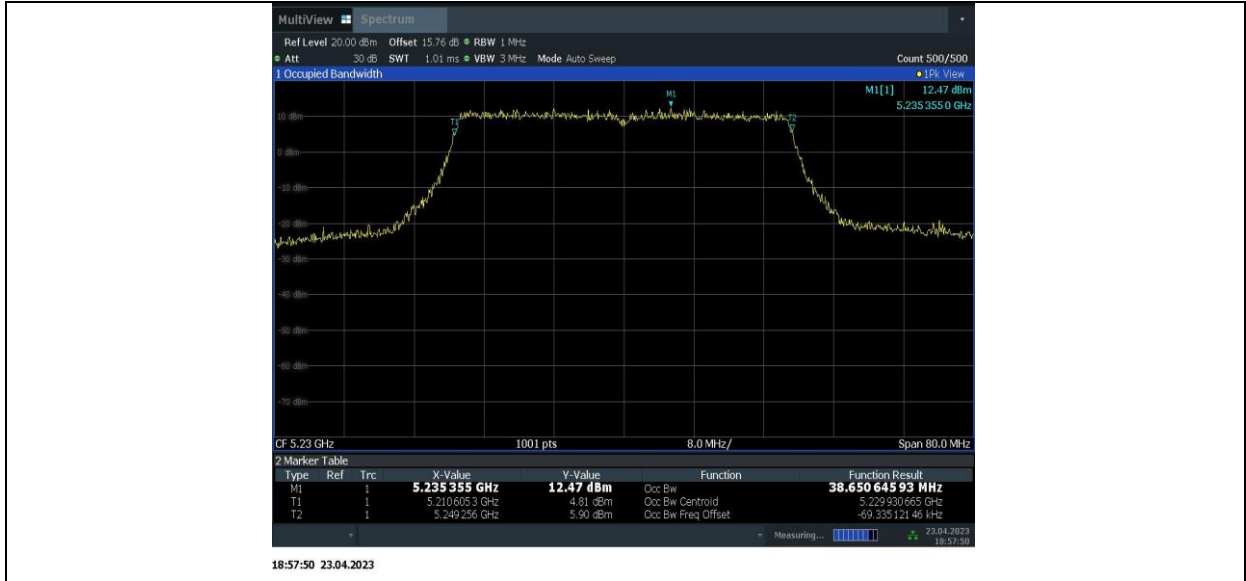 MultiView Spectrum
Ref Level 20.00 dBm Offset 15.76 dB RBW 1 MHz
Att 30 dB SWT 1.01 ms VBW 3 MHz Mode Auto Sweep Count 500/500
1 Occupied Bandwidth 1Pk View
M1[1] 12.47 dBm
5.235 355 0 GHz
M1
10 dBm
T1
T2
0 dBm
-10 dBm
-20 dBm
-30 dBm
-40 dBm
-50 dBm
-60 dBm
-70 dBm
CF 5.23 GHz 1001 pts 8.0 MHz/ Span 80.0 MHz
2 Marker Table
Type Ref Trc X-Value Y-Value Function Function Result
M1 1 5.235 355 GHz 12.47 dBm Occ Bw 38.650 645 93 MHz
T1 1 5.210 605 3 GHz 4.81 dBm Occ Bw Centroid 5.229 930 665 GHz
T2 1 5.249 256 GHz 5.90 dBm Occ Bw Freq Offset -69.335 121 46 kHz
Measuring... 23.04.2023
18:57:50
18:57:50 23.04.2023